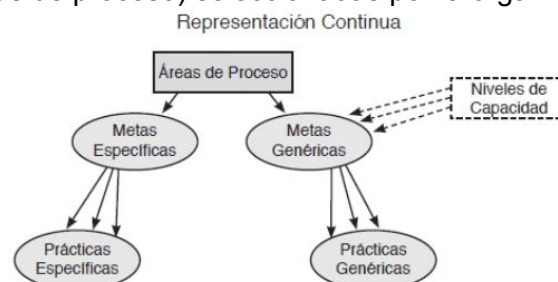 Representación Continua
Áreas de Proceso
Niveles de
Capacidad
Metas
Específicas
Metas
Genéricas
Prácticas
Específicas
Prácticas
Genéricas